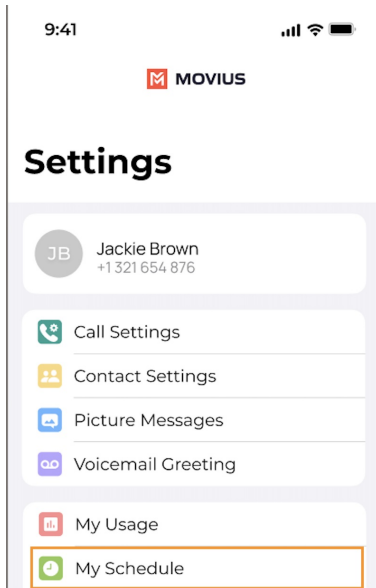 9:41
MOVIUS
Settings
JB
Jackie Brown
+1 321 654 876
Call Settings
Contact Settings
Picture Messages
Voicemail Greeting
My Usage
My Schedule